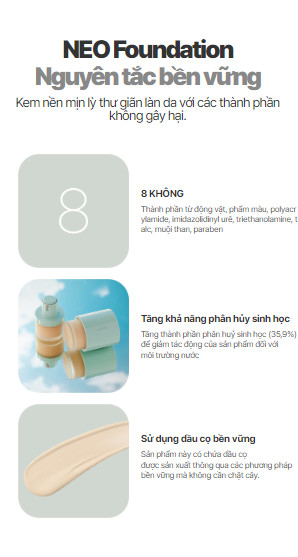 NEO Foundation
Nguyên tắc bền vững
Kem nền mịn lỳ thư giãn làn da với các thành phần
không gây hại.
8
8 KHÔNG
Thành phần từ động vật, phẩm màu, polyacr
ylamide, imidazolidinyl urê, triethanolamine, t
alc, muội than, paraben
Tăng khả năng phân hủy sinh học
Tăng thành phần phân huỷ sinh học (35,9%)
để giảm tác động của sản phẩm đối với
môi trường nước
Sử dụng dầu cọ bền vững
Sản phẩm này có chứa dầu cọ
được sản xuất thông qua các phương pháp
bền vững mà không cần chặt cây.